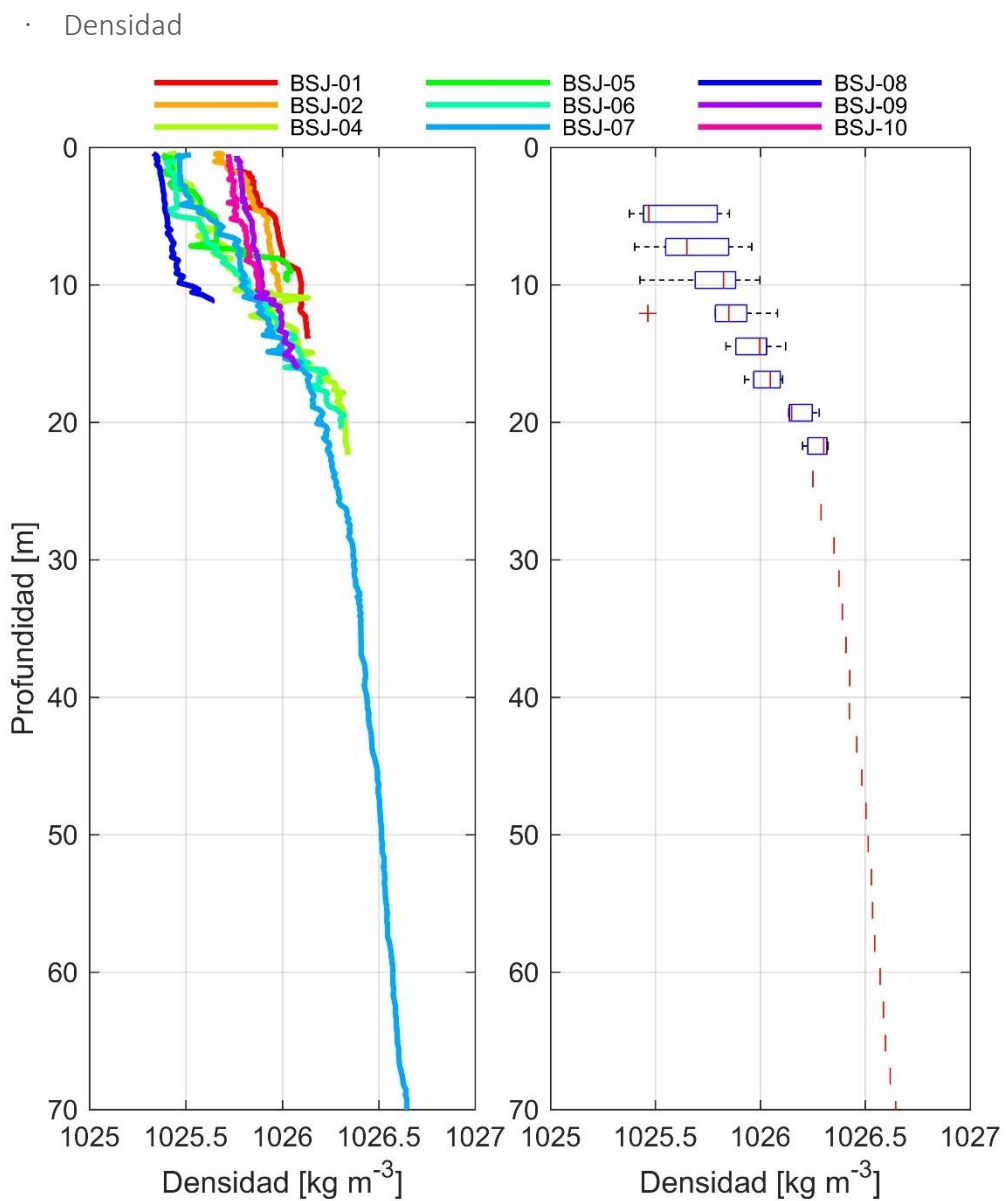 · Densidad
BSJ-01 BSJ-05 BSJ-08
BSJ-02 BSJ-06 BSJ-09
BSJ-04 BSJ-07 BSJ-10
0 0
10 10
20 20
30 30
40 40
50 50
60 60
70 70
Profundidad [m]
1025 1025.5 1026 1026.5 1027 1025 1025.5 1026 1026.5 1027
Densidad [kg m⁻³] Densidad [kg m⁻³]